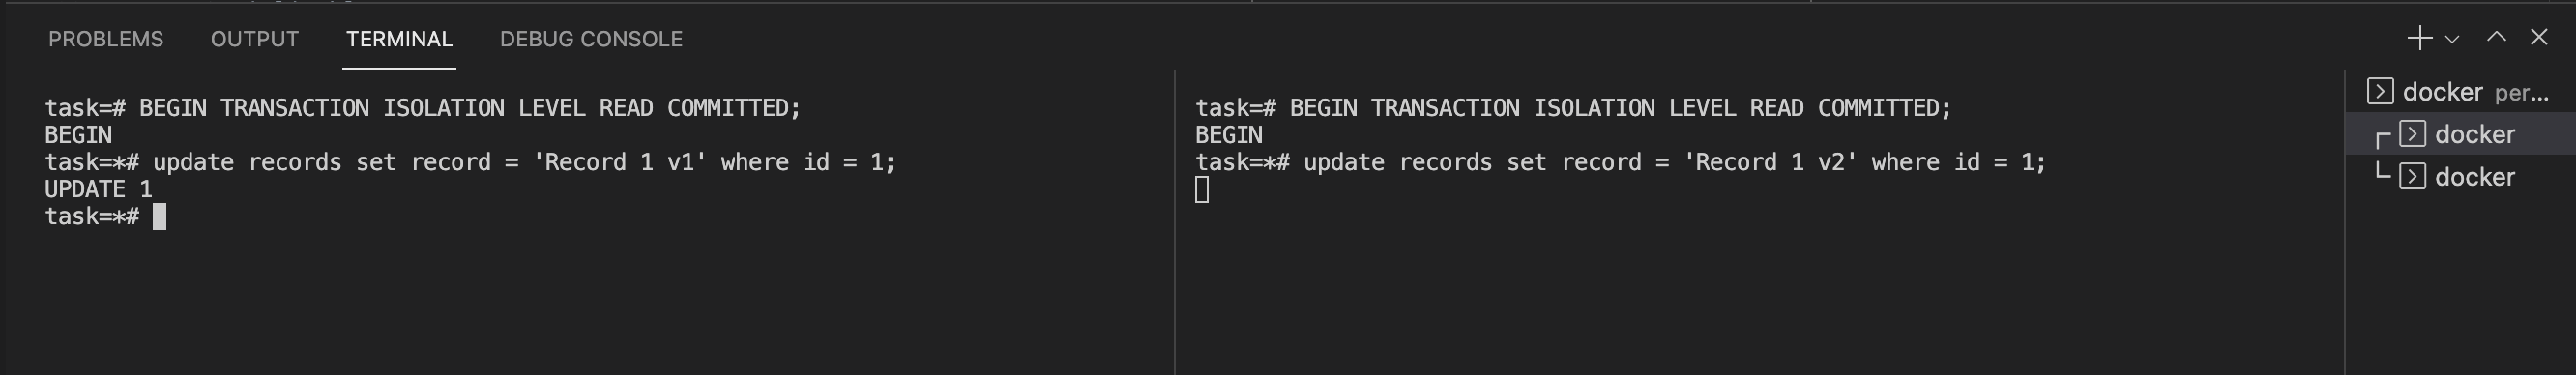 PROBLEMS OUTPUT TERMINAL DEBUG CONSOLE
task=# BEGIN TRANSACTION ISOLATION LEVEL READ COMMITTED;
BEGIN
task=*# update records set record = 'Record 1 v1' where id = 1;
UPDATE 1
task=*#
task=# BEGIN TRANSACTION ISOLATION LEVEL READ COMMITTED;
BEGIN
task=*# update records set record = 'Record 1 v2' where id = 1;
docker per...
docker
docker